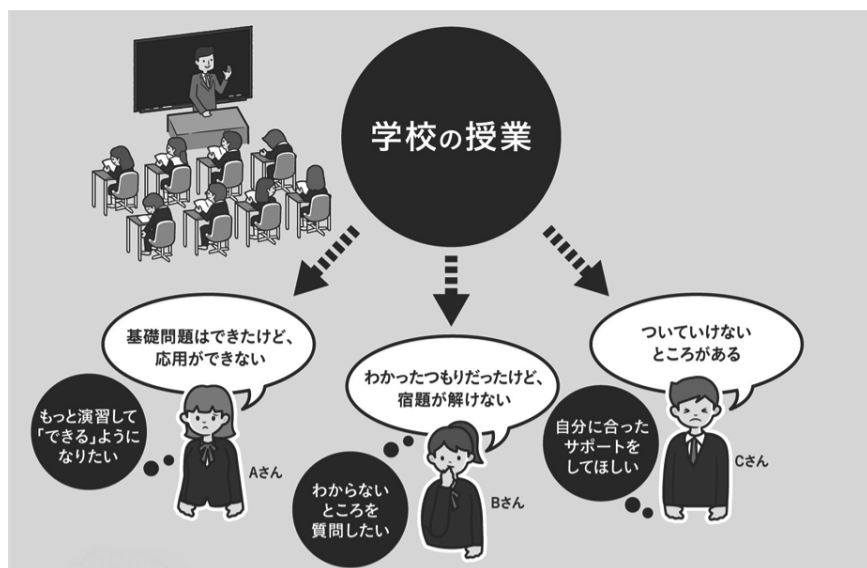 学校の授業
基礎問題はできたけど、
応用ができない
もっと演習して
「できる」ように
なりたい
Aさん
わかったつもりだったけど、
宿題が解けない
わからない
ところを
質問したい
Bさん
ついていけない
ところがある
自分に合った
サポートを
してほしい
Cさん